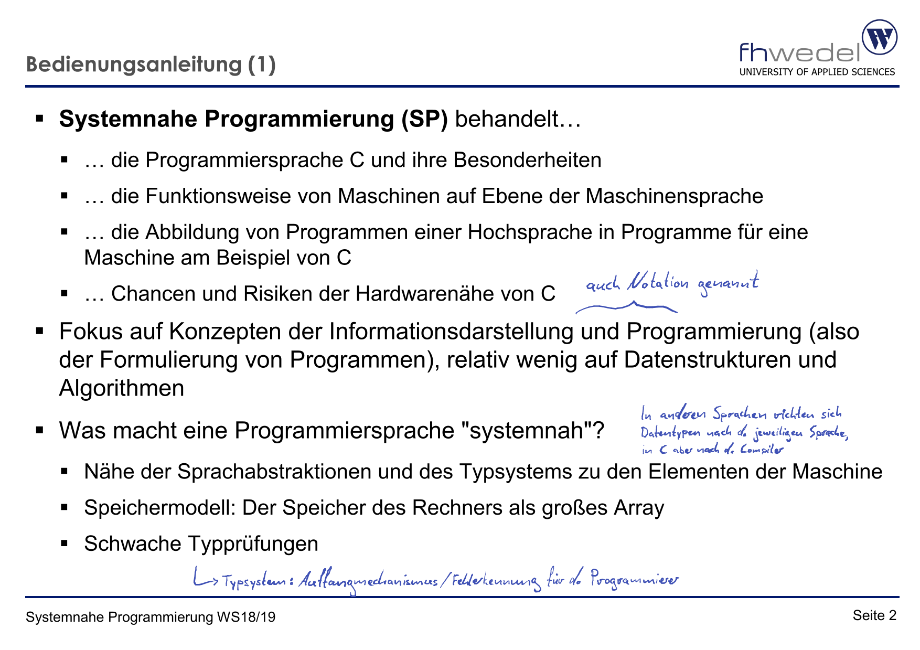 Bedienungsanleitung (1)
fhwedel
UNIVERSITY OF APPLIED SCIENCES
▪ Systemnahe Programmierung (SP) behandelt…
▪ … die Programmiersprache C und ihre Besonderheiten
▪ … die Funktionsweise von Maschinen auf Ebene der Maschinensprache
▪ … die Abbildung von Programmen einer Hochsprache in Programme für eine
Maschine am Beispiel von C
▪ … Chancen und Risiken der Hardwarenähe von C
auch Notation genannt
▪ Fokus auf Konzepten der Informationsdarstellung und Programmierung (also
der Formulierung von Programmen), relativ wenig auf Datenstrukturen und
Algorithmen
▪ Was macht eine Programmiersprache "systemnah"?
In anderen Sprachen richten sich
Datentypen nach d. jeweiligen Sprache,
in C aber nach d. Compiler
▪ Nähe der Sprachabstraktionen und des Typsystems zu den Elementen der Maschine
▪ Speichermodell: Der Speicher des Rechners als großes Array
▪ Schwache Typprüfungen
↳ Typsystem: Auffangmechanismus/Fehlerkennung für d. Programmierer
Systemnahe Programmierung WS18/19
Seite 2